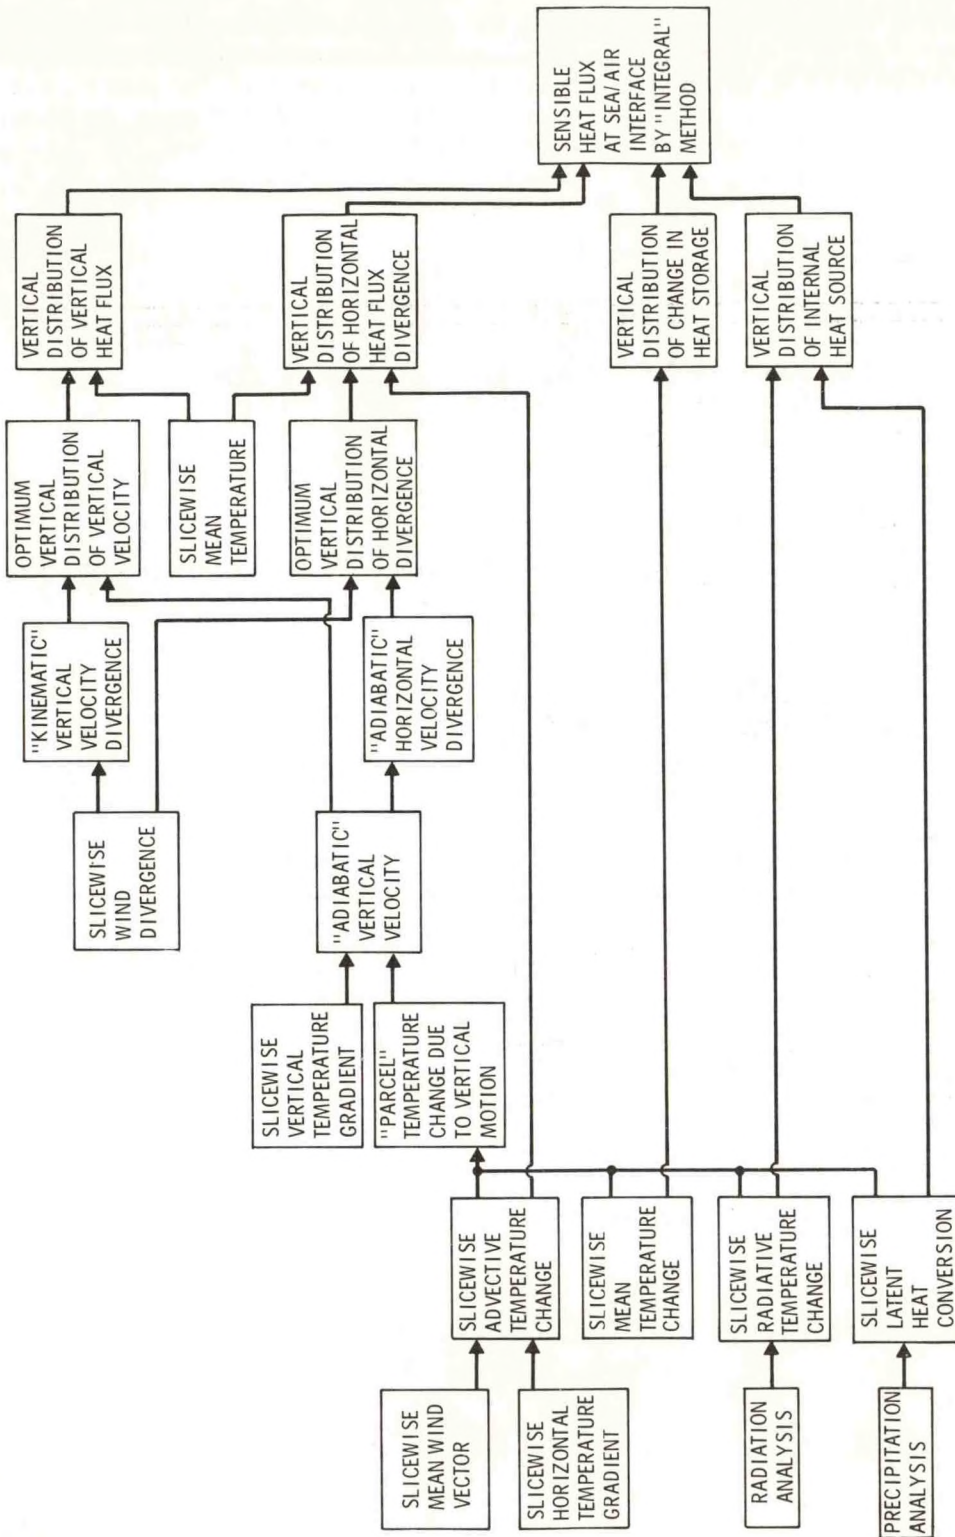 SLICEWISE
MEAN WIND
VECTOR
SLICEWISE
HORIZONTAL
TEMPERATURE
GRADIENT
RADIATION
ANALYSIS
PRECIPITATION
ANALYSIS
SLICEWISE
ADVECTIVE
TEMPERATURE
CHANGE
SLICEWISE
MEAN
TEMPERATURE
CHANGE
SLICEWISE
RADIATIVE
TEMPERATURE
CHANGE
SLICEWISE
LATENT
HEAT
CONVERSION
SLICEWISE
VERTICAL
TEMPERATURE
GRADIENT
"PARCEL"
TEMPERATURE
CHANGE DUE
TO VERTICAL
MOTION
SLICEWISE
WIND
DIVERGENCE
"ADIABATIC"
VERTICAL
VELOCITY
"KINEMATIC"
VERTICAL
VELOCITY
DIVERGENCE
"ADIABATIC"
HORIZONTAL
VELOCITY
DIVERGENCE
OPTIMUM
VERTICAL
DISTRIBUTION
OF VERTICAL
VELOCITY
SLICEWISE
MEAN
TEMPERATURE
OPTIMUM
VERTICAL
DISTRIBUTION
OF HORIZONTAL
DIVERGENCE
VERTICAL
DISTRIBUTION
OF VERTICAL
HEAT FLUX
VERTICAL
DISTRIBUTION
OF HORIZONTAL
HEAT FLUX
DIVERGENCE
VERTICAL
DISTRIBUTION
OF CHANGE IN
HEAT STORAGE
VERTICAL
DISTRIBUTION
OF INTERNAL
HEAT SOURCE
SENSIBLE
HEAT FLUX
AT SEA/AIR
INTERFACE
BY "INTEGRAL"
METHOD